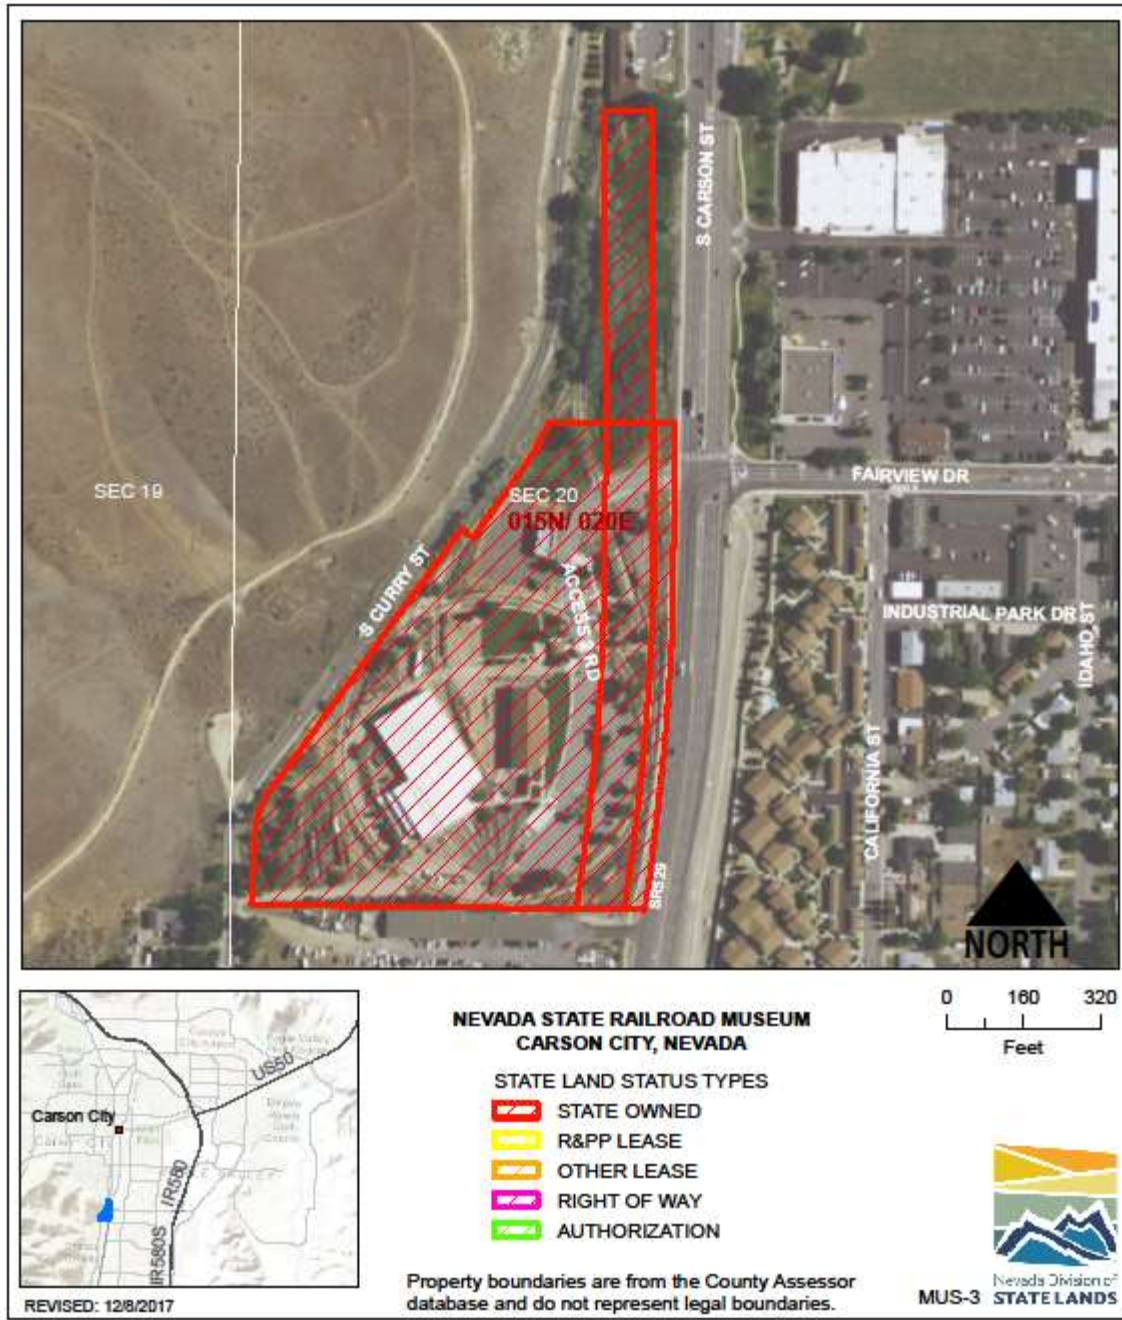 S CARSON ST
FAIRVIEW DR
SEC 19
SEC 20
015N/ 020E
S CURRY ST
ACCESS RD
INDUSTRIAL PARK DR
IDAHO ST
CALIFORNIA ST
SR529
NORTH
US50
Carson City
IR580
IR580S
REVISED: 12/8/2017
NEVADA STATE RAILROAD MUSEUM
CARSON CITY, NEVADA
STATE LAND STATUS TYPES
STATE OWNED
R&PP LEASE
OTHER LEASE
RIGHT OF WAY
AUTHORIZATION
Property boundaries are from the County Assessor
database and do not represent legal boundaries.
0 160 320
Feet
MUS-3
Nevada Division of
STATE LANDS